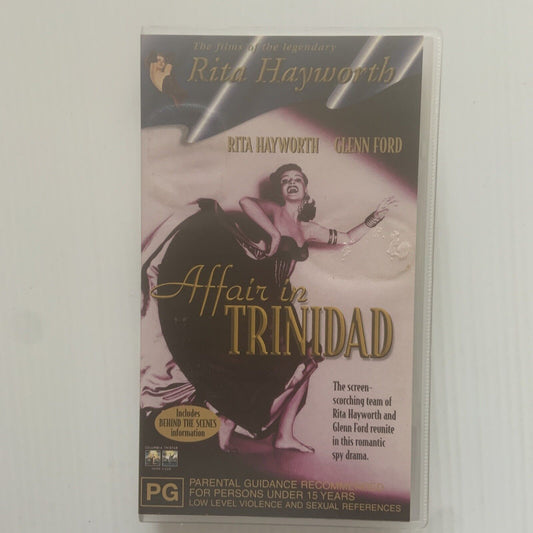 The films of the legendary
Rita Hayworth
RITA HAYWORTH GLENN FORD
Affair in
TRINIDAD
The screen-
scorching team of
Rita Hayworth and
Glenn Ford reunite
in this romantic
spy drama.
Includes
BEHIND THE SCENES
information
COLUMBIA TRISTAR
PG
PARENTAL GUIDANCE RECOMMENDED
FOR PERSONS UNDER 15 YEARS
LOW LEVEL VIOLENCE AND SEXUAL REFERENCES